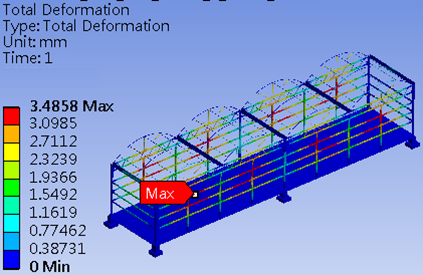 Total Deformation
Type: Total Deformation
Unit: mm
Time: 1
3.4858 Max
3.0985
2.7112
2.3239
1.9366
1.5492
1.1619
0.77462
0.38731
0 Min
Max